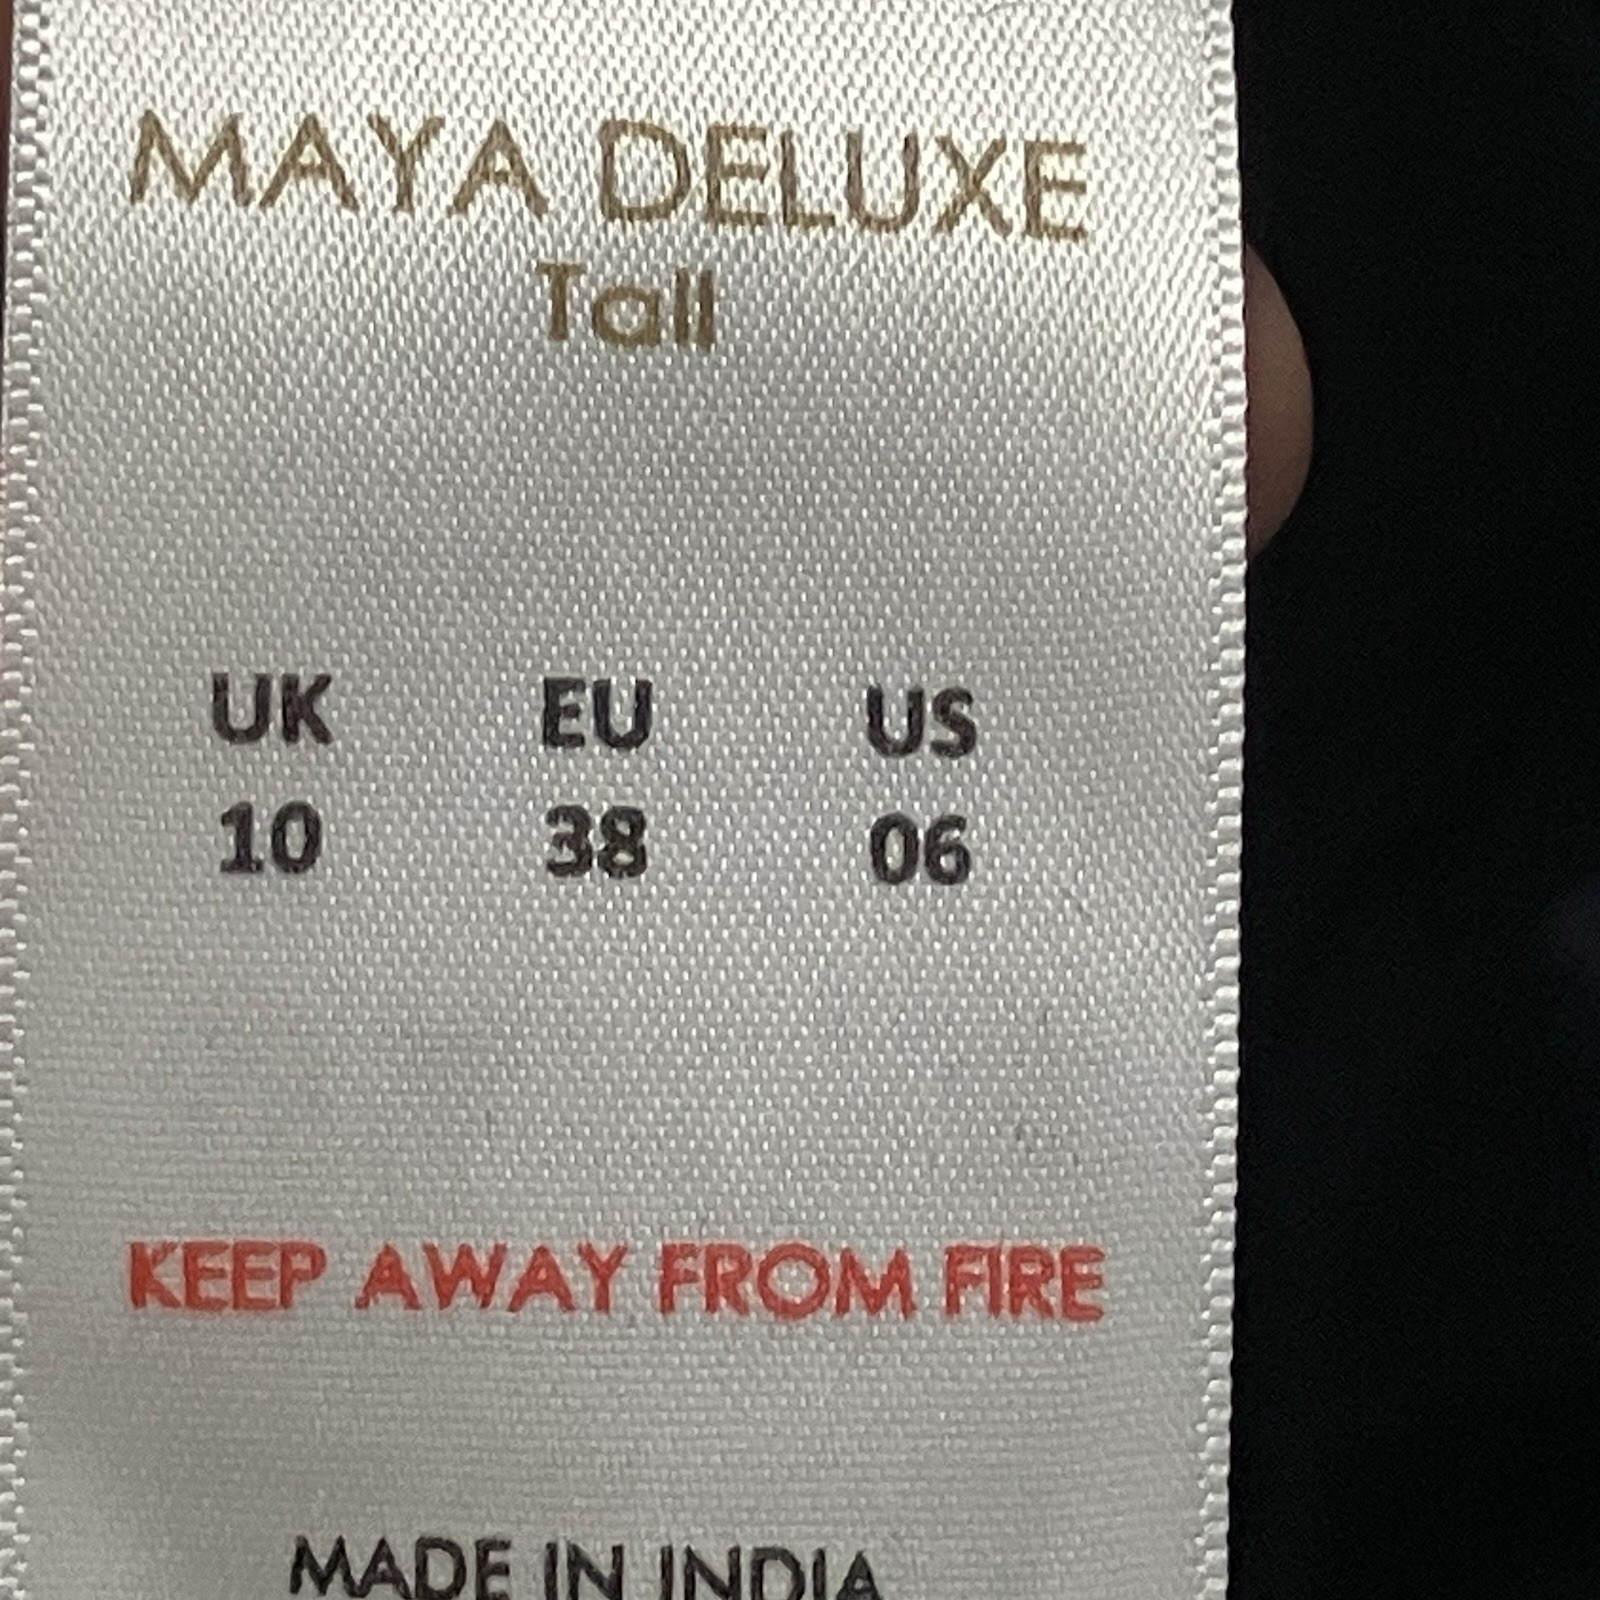 MAYA DELUXE
Tall
UK EU US
10 38 06
KEEP AWAY FROM FIRE
MADE IN INDIA